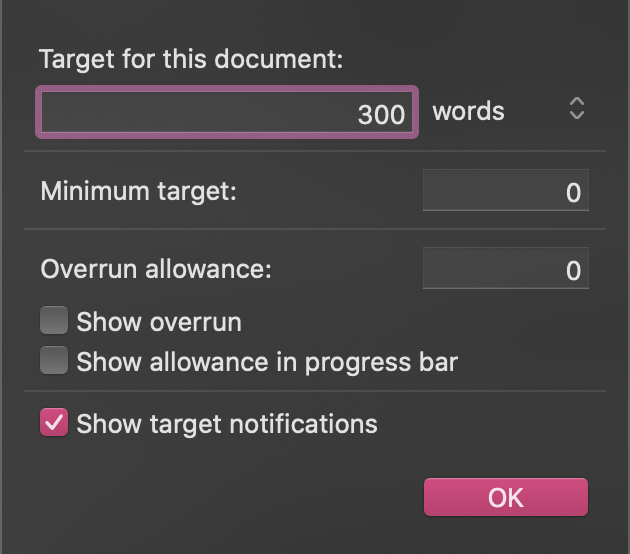 Target for this document:
300 words
Minimum target: 0
Overrun allowance: 0
Show overrun
Show allowance in progress bar
Show target notifications
OK